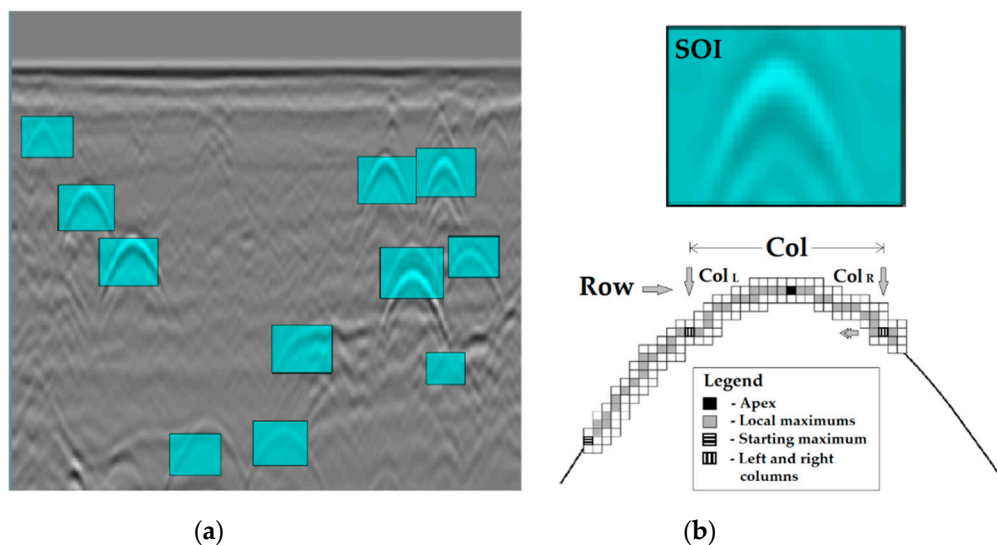 SOI
Col
Row
Col L
Col R
Legend
- Apex
- Local maximums
- Starting maximum
- Left and right
columns
(a)
(b)